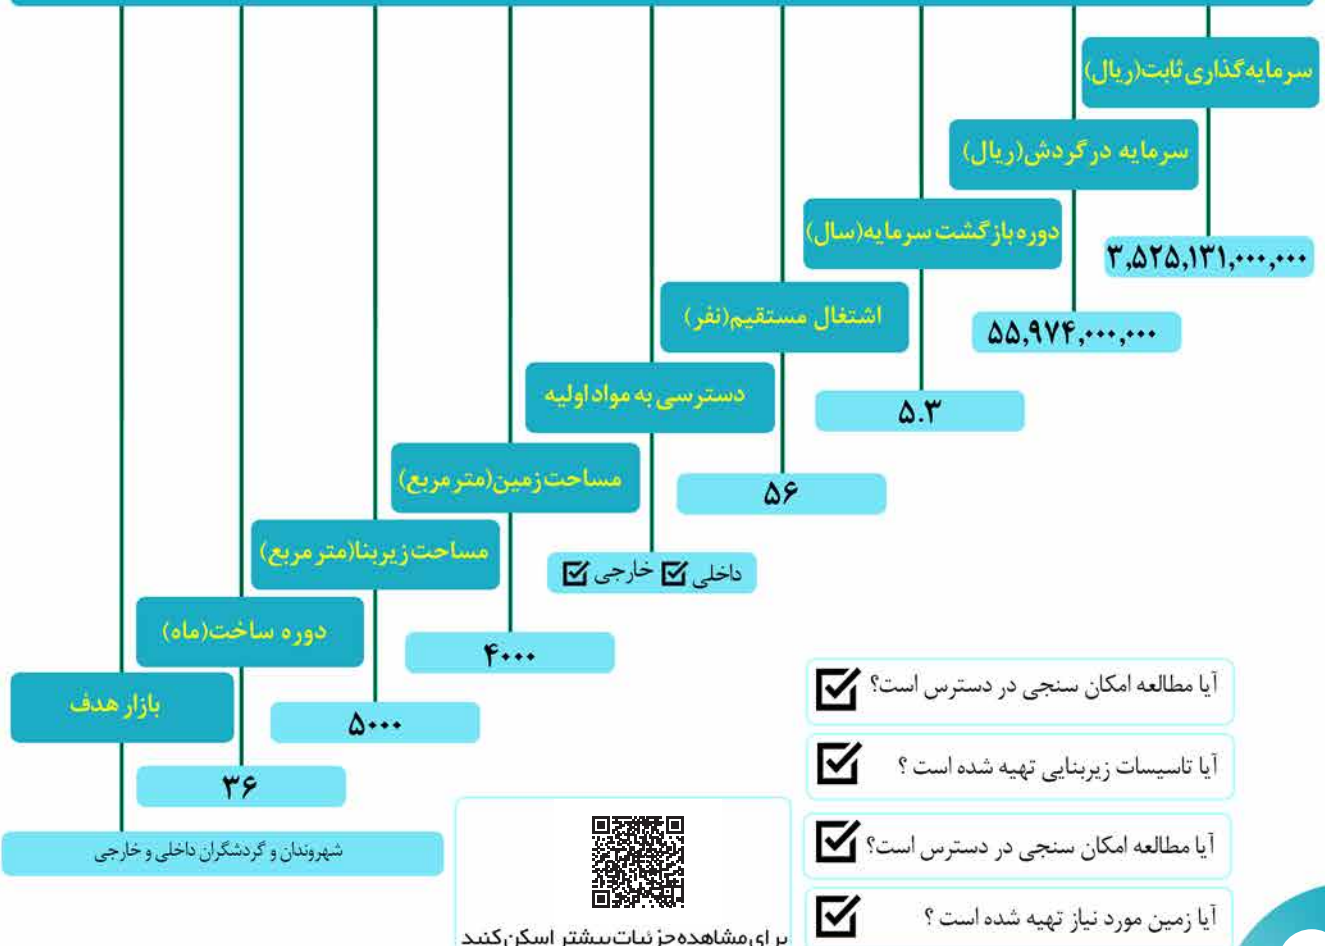 سرمایه‌گذاری ثابت(ریال)
۳,۵۲۵,۱۳۱,۰۰۰,۰۰۰
سرمایه در گردش(ریال)
۵۵,۹۷۴,۰۰۰,۰۰۰
دوره بازگشت سرمایه(سال)
۵.۳
اشتغال مستقیم(نفر)
۵۶
دسترسی به مواد اولیه
داخلی ☑ خارجی ☑
مساحت زمین(متر مربع)
۴۰۰۰
مساحت زیربنا(متر مربع)
۵۰۰۰
دوره ساخت(ماه)
۳۶
بازار هدف
شهروندان و گردشگران داخلی و خارجی
آیا مطالعه امکان سنجی در دسترس است؟ ☑
آیا تاسیسات زیربنایی تهیه شده است ؟ ☑
آیا مطالعه امکان سنجی در دسترس است؟ ☑
آیا زمین مورد نیاز تهیه شده است ؟ ☑
برای مشاهده جزئیات بیشتر اسکن کنید